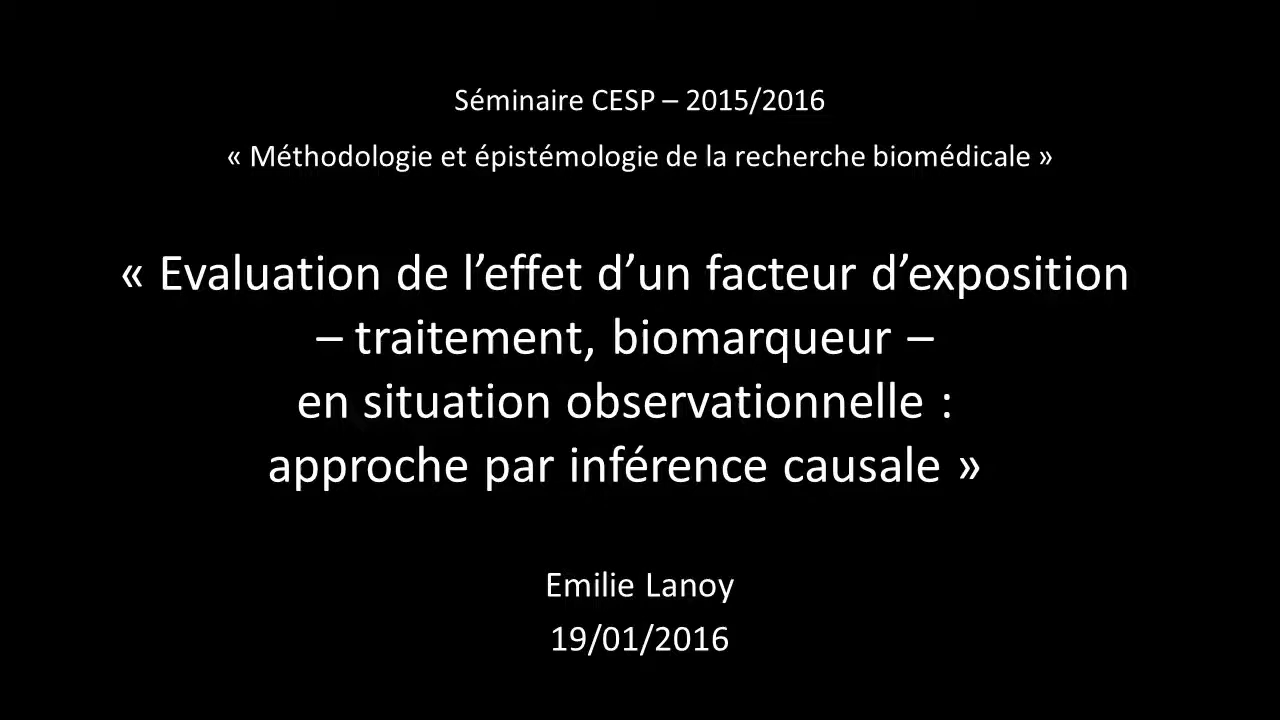 Séminaire CESP – 2015/2016
« Méthodologie et épistémologie de la recherche biomédicale »
« Evaluation de l’effet d’un facteur d’exposition
– traitement, biomarqueur –
en situation observationnelle :
approche par inférence causale »
Emilie Lanoy
19/01/2016